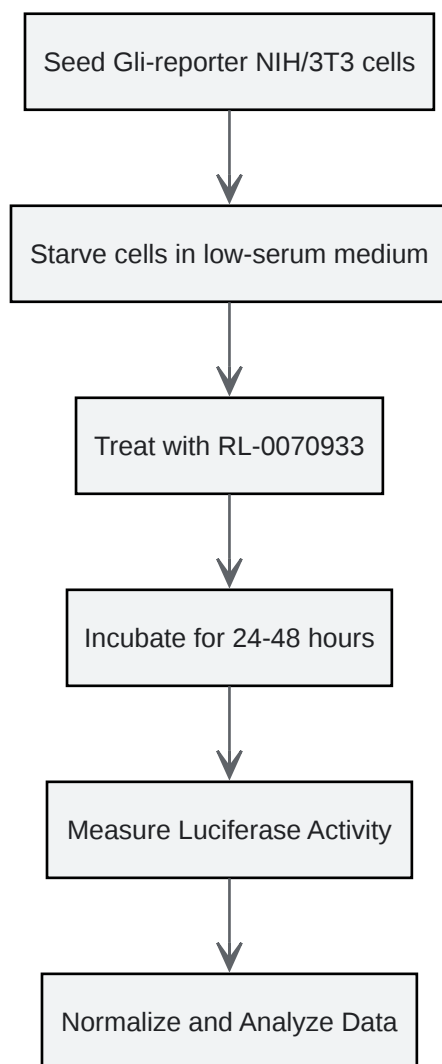 Seed Gli-reporter NIH/3T3 cells
Starve cells in low-serum medium
Treat with RL-0070933
Incubate for 24-48 hours
Measure Luciferase Activity
Normalize and Analyze Data